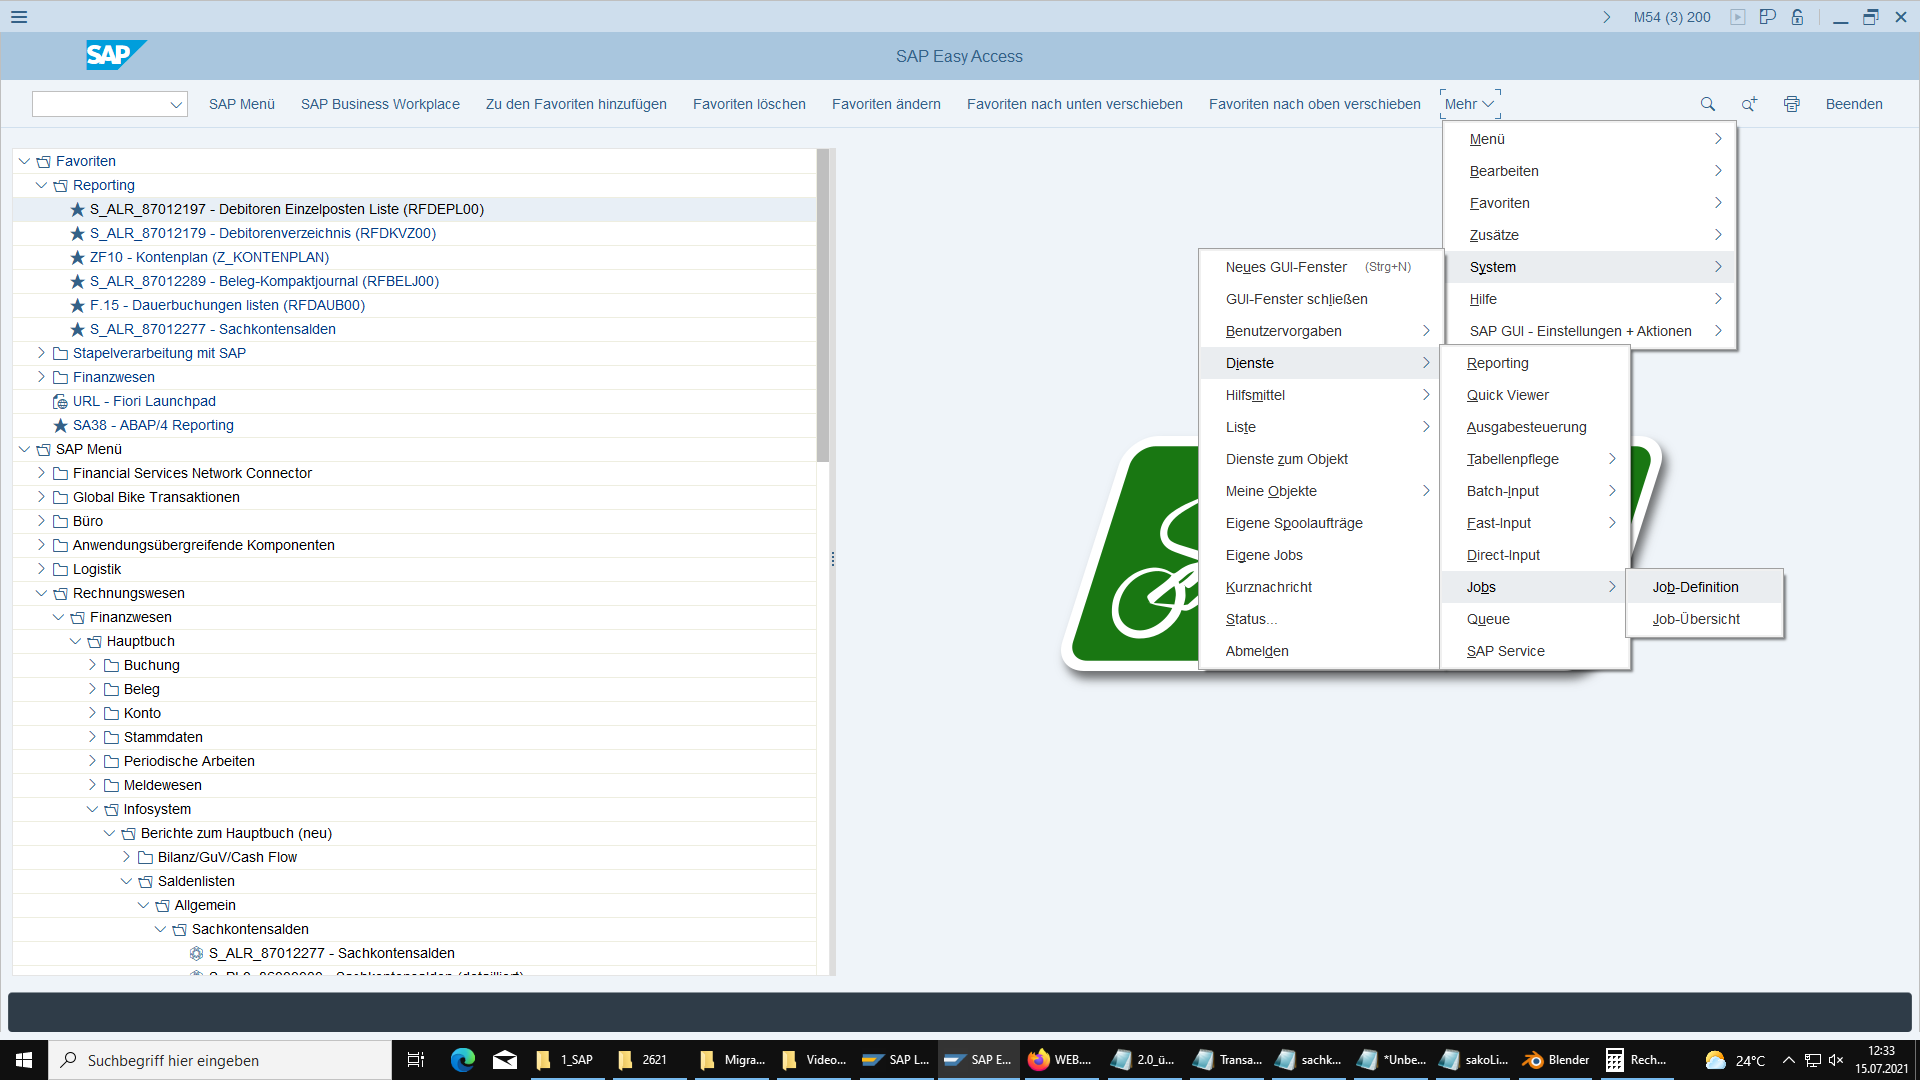 M54 (3) 200
SAP
SAP Easy Access
SAP Menü
SAP Business Workplace
Zu den Favoriten hinzufügen
Favoriten löschen
Favoriten ändern
Favoriten nach unten verschieben
Favoriten nach oben verschieben
Mehr
Beenden
Favoriten
Reporting
S_ALR_87012197 - Debitoren Einzelposten Liste (RFDEPL00)
S_ALR_87012179 - Debitorenverzeichnis (RFDKVZ00)
ZF10 - Kontenplan (Z_KONTENPLAN)
S_ALR_87012289 - Beleg-Kompaktjournal (RFBELJ00)
F.15 - Dauerbuchungen listen (RFDAUB00)
S_ALR_87012277 - Sachkontensalden
Stapelverarbeitung mit SAP
Finanzwesen
URL - Fiori Launchpad
SA38 - ABAP/4 Reporting
SAP Menü
Financial Services Network Connector
Global Bike Transaktionen
Büro
Anwendungsübergreifende Komponenten
Logistik
Rechnungswesen
Finanzwesen
Hauptbuch
Buchung
Beleg
Konto
Stammdaten
Periodische Arbeiten
Meldewesen
Infosystem
Berichte zum Hauptbuch (neu)
Bilanz/GuV/Cash Flow
Saldenlisten
Allgemein
Sachkontensalden
S_ALR_87012277 - Sachkontensalden
Menü
Bearbeiten
Favoriten
Zusätze
System
Hilfe
SAP GUI - Einstellungen + Aktionen
Neues GUI-Fenster (Strg+N)
GUI-Fenster schließen
Benutzervorgaben
Dienste
Hilfsmittel
Liste
Dienste zum Objekt
Meine Objekte
Eigene Spoolaufträge
Eigene Jobs
Kurznachricht
Status...
Abmelden
Reporting
Quick Viewer
Ausgabesteuerung
Tabellenpflege
Batch-Input
Fast-Input
Direct-Input
Jobs
Queue
SAP Service
Job-Definition
Job-Übersicht
Suchbegriff hier eingeben
1_SAP
2621
Migra...
Video...
SAP L...
SAP E...
WEB....
2.0_ü...
Transa...
sachk...
*Unbe...
sakoLi...
Blender
Rech...
24°C
12:33
15.07.2021